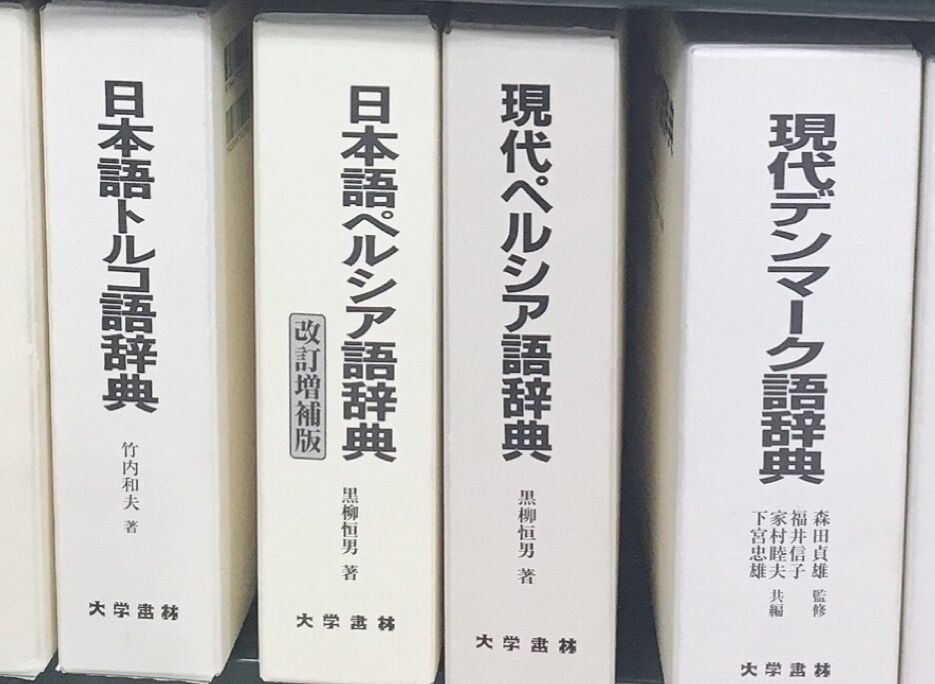 日本語トルコ語辞典
竹内和夫 著
大学書林
日本語ペルシア語辞典
改訂増補版
黒柳恒男 著
大学書林
現代ペルシア語辞典
黒柳恒男 著
大学書林
現代デンマーク語辞典
森田貞雄 監修
福井信子
家村睦夫 共編
下宮忠雄
大学書林